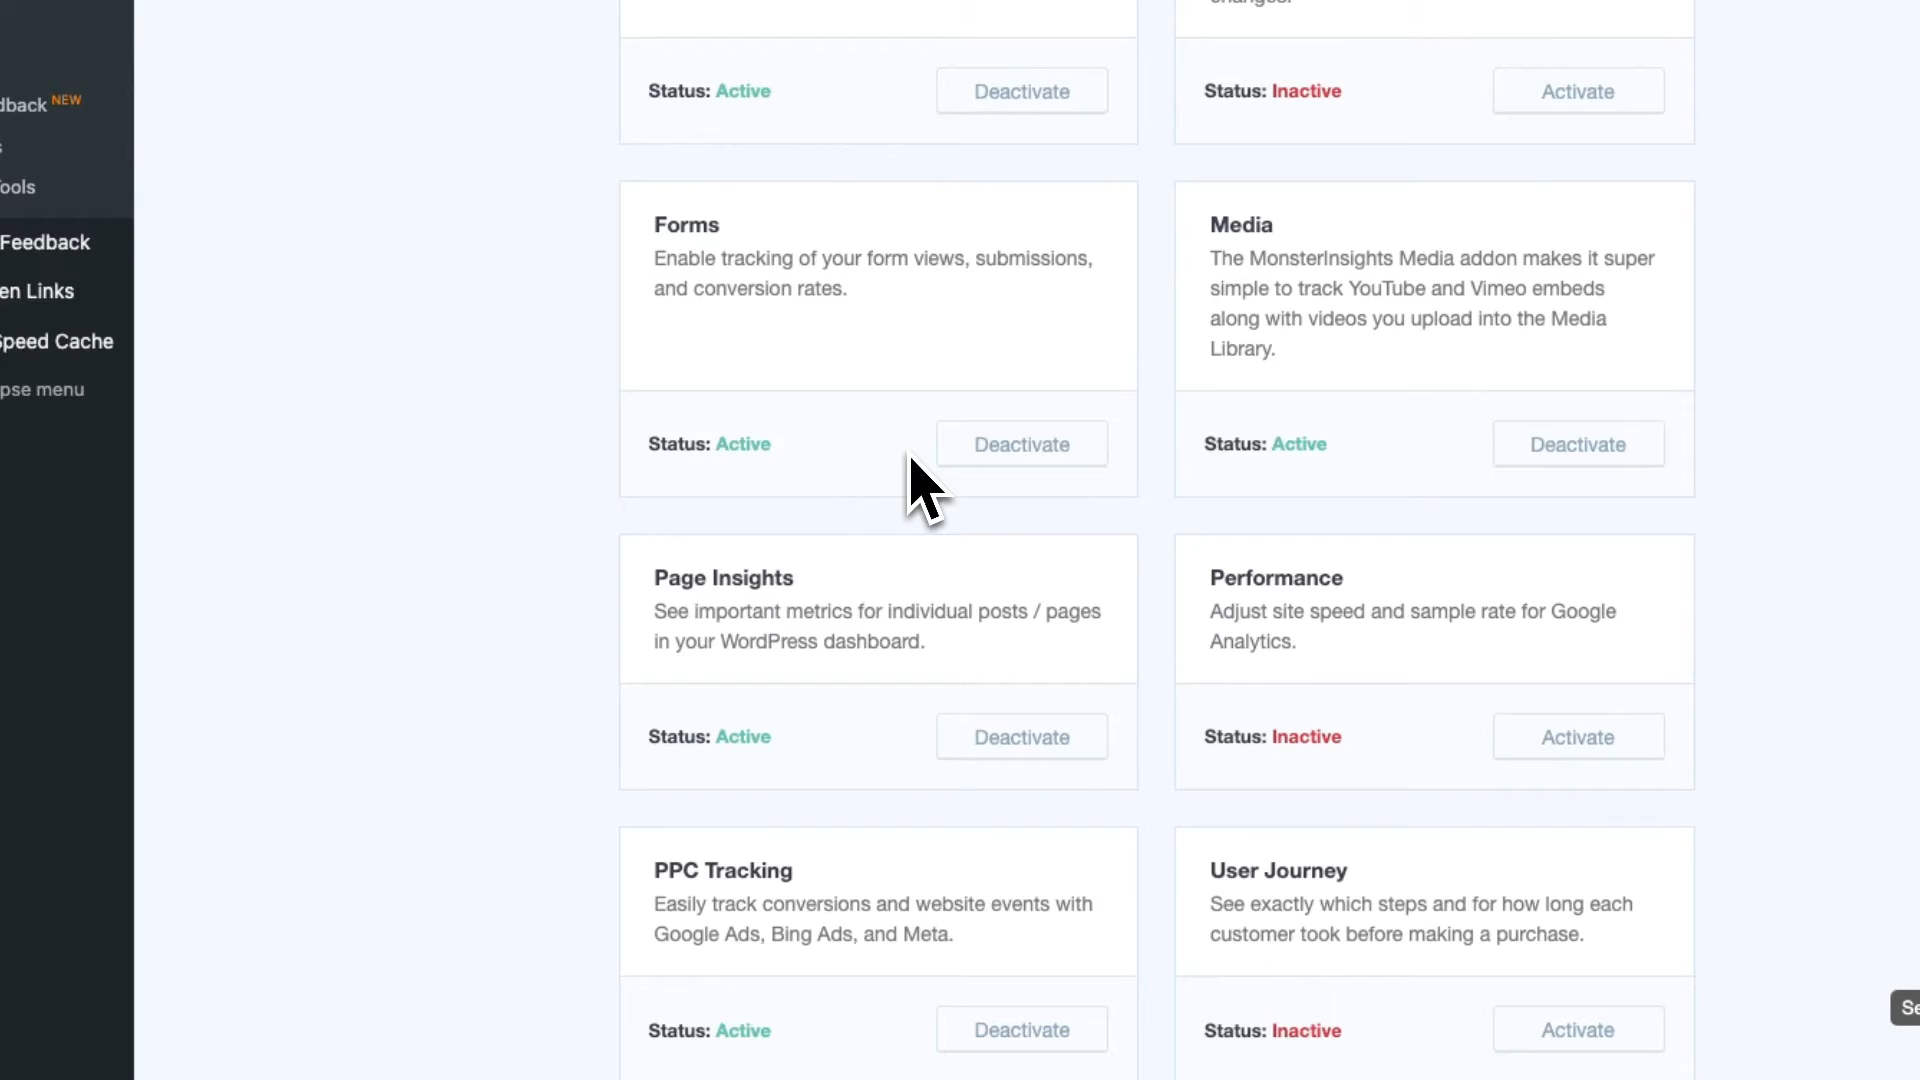 changes.
Status: Active
Deactivate
Status: Inactive
Activate
dback NEW
s
ools
Feedback
en Links
Speed Cache
pse menu
Forms
Enable tracking of your form views, submissions,
and conversion rates.
Status: Active
Deactivate
Media
The MonsterInsights Media addon makes it super
simple to track YouTube and Vimeo embeds
along with videos you upload into the Media
Library.
Status: Active
Deactivate
Page Insights
See important metrics for individual posts / pages
in your WordPress dashboard.
Status: Active
Deactivate
Performance
Adjust site speed and sample rate for Google
Analytics.
Status: Inactive
Activate
PPC Tracking
Easily track conversions and website events with
Google Ads, Bing Ads, and Meta.
Status: Active
Deactivate
User Journey
See exactly which steps and for how long each
customer took before making a purchase.
Status: Inactive
Activate
Se